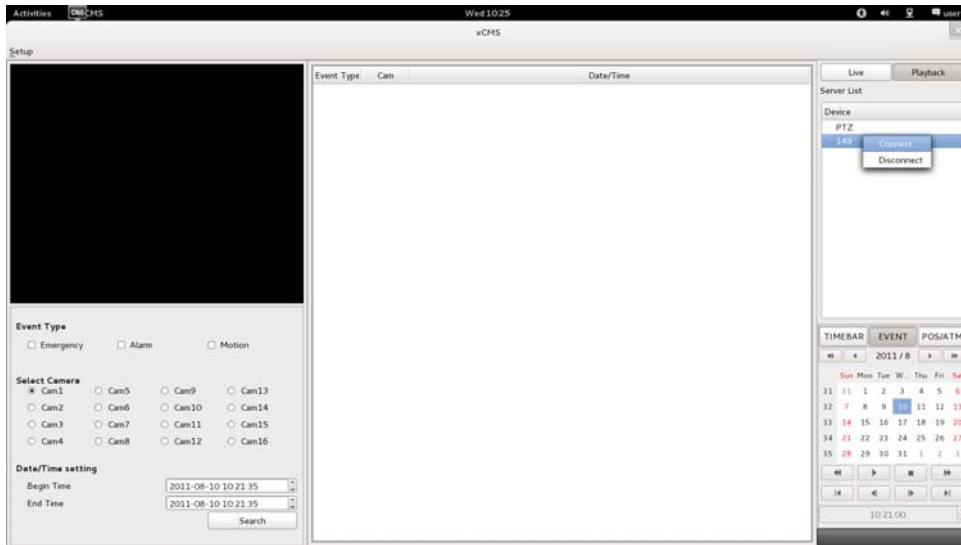 Activities CMS CMS Wed 10:25 user
xCMS
Setup
Event Type Cam Date/Time
Live Playback
Server List
Device
PTZ
149 Connect
Disconnect
Event Type
Emergency Alarm Motion
Select Camera
Cam1 Cam5 Cam9 Cam13
Cam2 Cam6 Cam10 Cam14
Cam3 Cam7 Cam11 Cam15
Cam4 Cam8 Cam12 Cam16
Date/Time setting
Begin Time 2011-08-10 10:21:35
End Time 2011-08-10 10:21:35
Search
TIMEBAR EVENT POS/ATM
2011 / 8
Sun Mon Tue W... Thu Fri Sa
31 31 1 2 3 4 5 6
32 7 8 9 10 11 12 13
33 14 15 16 17 18 19 20
34 21 22 23 24 25 26 27
35 28 29 30 31 1 2 3
10:21:00